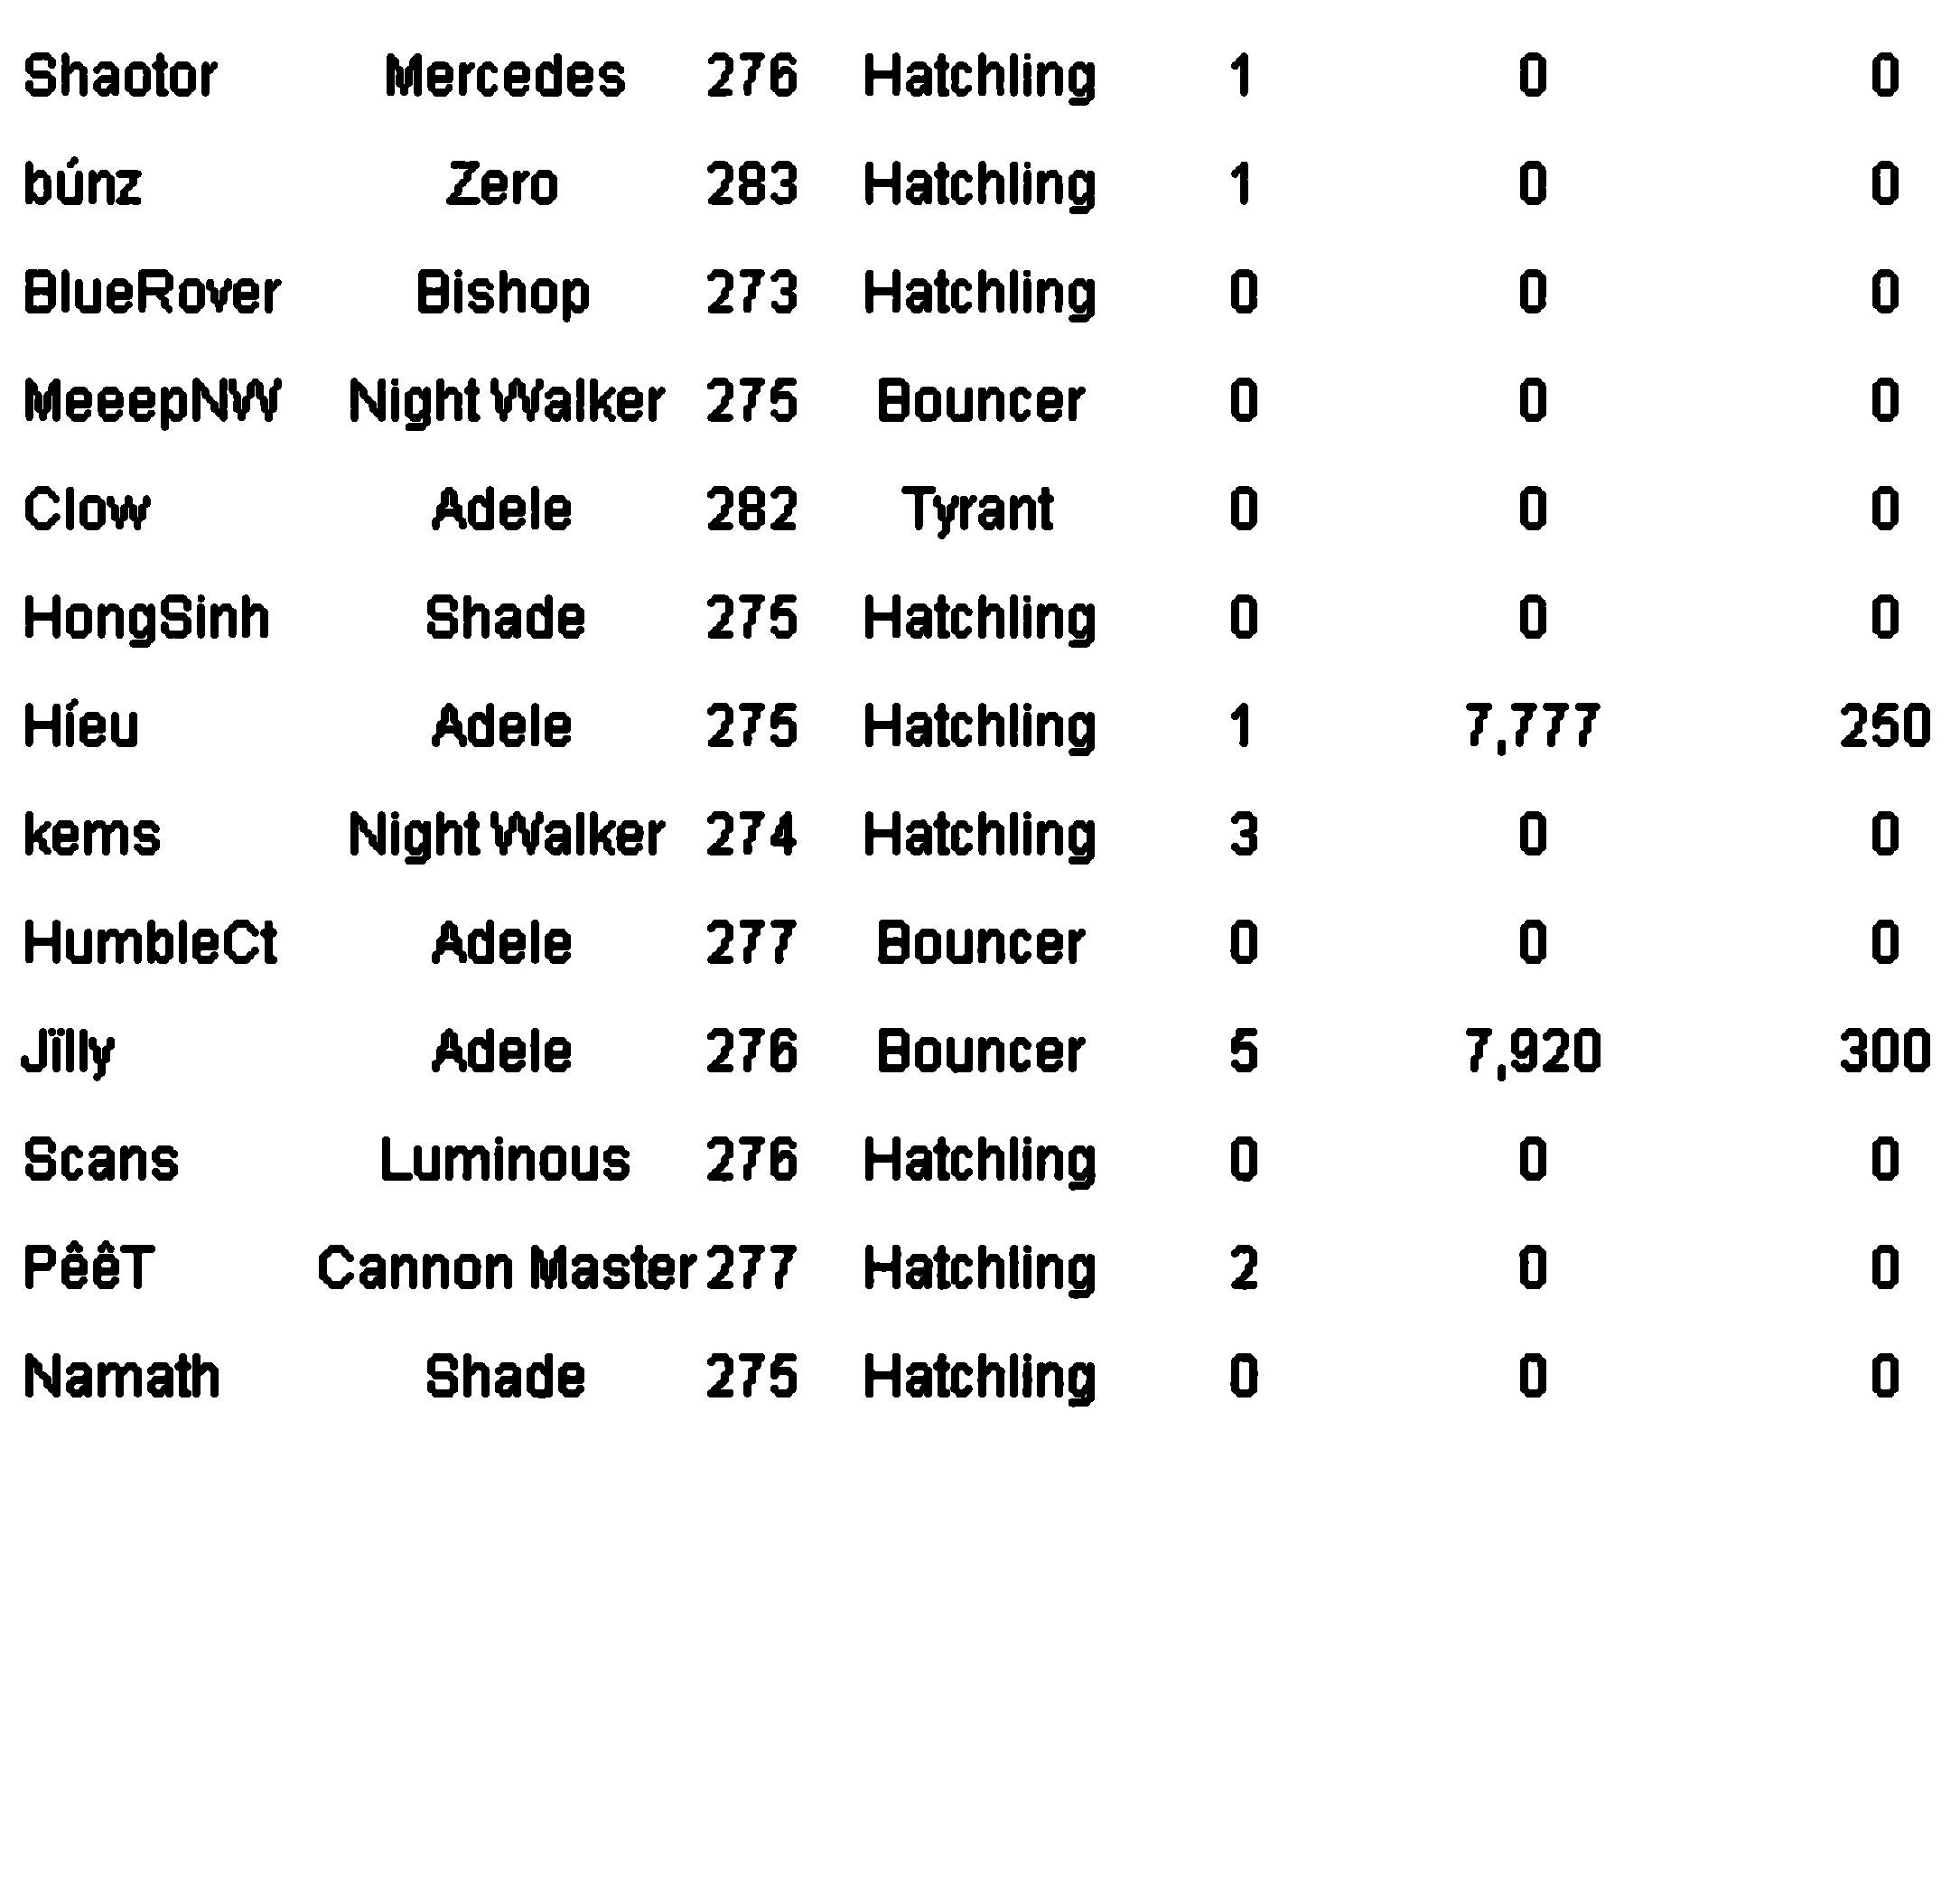 Shaotor Mercedes 276 Hatchling 1 0 0
búnz Zero 283 Hatchling 1 0 0
BlueRover Bishop 273 Hatchling 0 0 0
MeeepNW Night Walker 275 Bouncer 0 0 0
Clow Adele 282 Tyrant 0 0 0
HongSinh Shade 275 Hatchling 0 0 0
Híeu Adele 275 Hatchling 1 7,777 250
kems Night Walker 274 Hatchling 3 0 0
HumbleCt Adele 277 Bouncer 0 0 0
Jïlly Adele 276 Bouncer 5 7,920 300
Scans Luminous 276 Hatchling 0 0 0
PêêT Cannon Master 277 Hatchling 2 0 0
Namath Shade 275 Hatchling 0 0 0